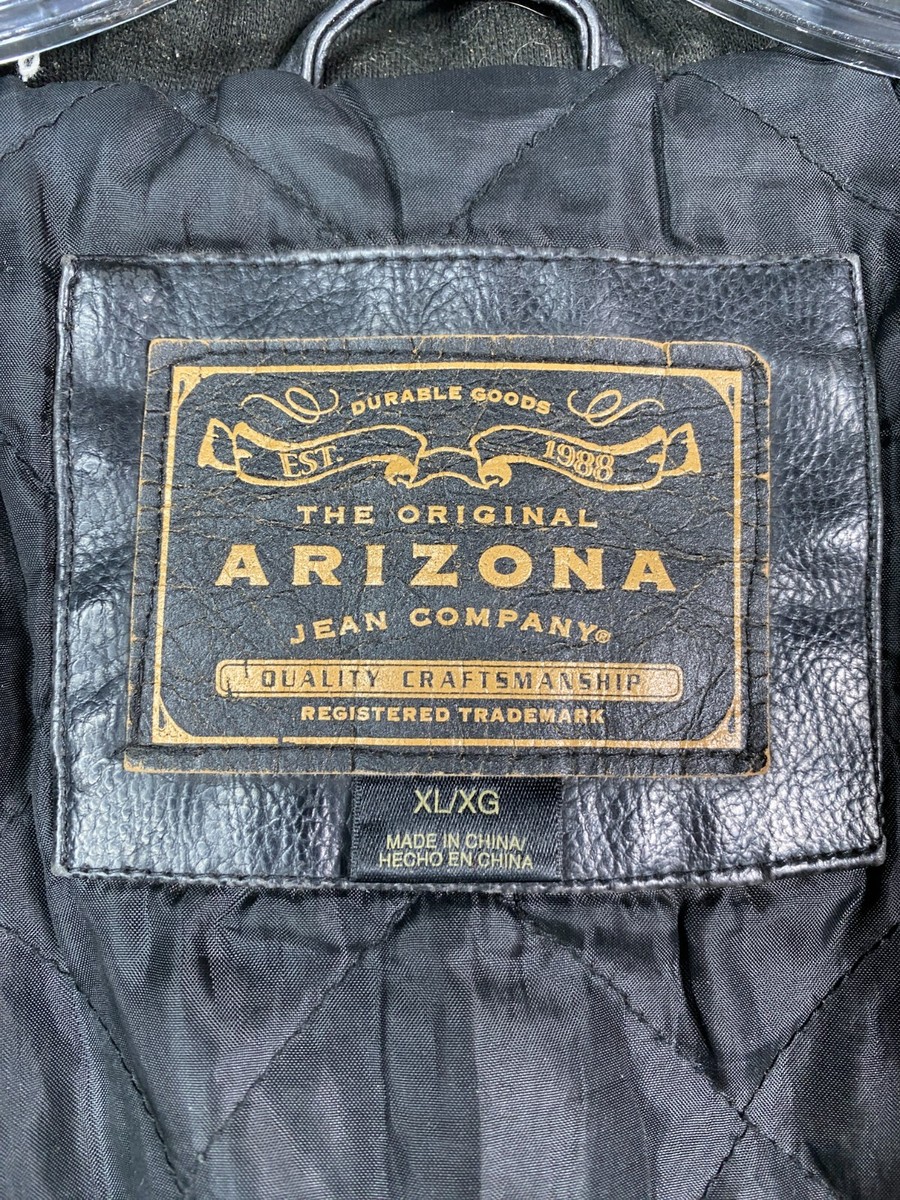 DURABLE GOODS
EST. 1988
THE ORIGINAL
ARIZONA
JEAN COMPANY®
QUALITY CRAFTSMANSHIP
REGISTERED TRADEMARK
XL/XG
MADE IN CHINA/
HECHO EN CHINA